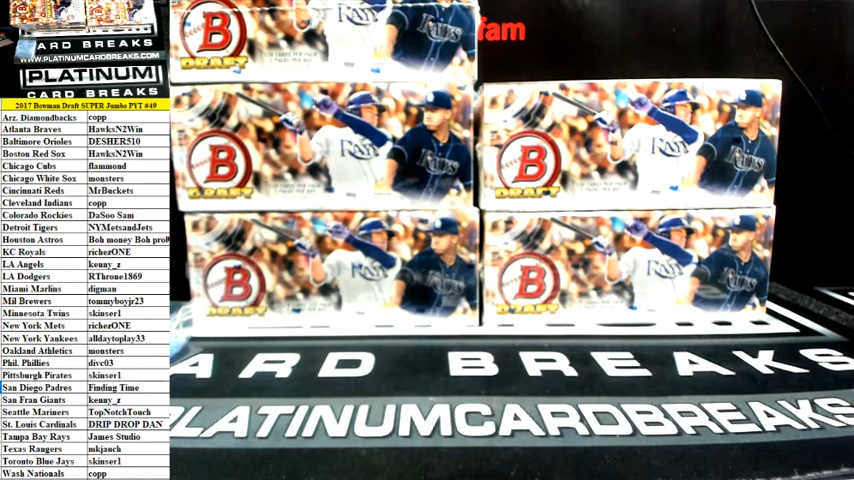 ARD BREAKS
WWW.PLATINUMCARDBREAKS.COM
PLATINUM
CARD BREAKS
2017 Bowman Draft SUPER Jumbo PYT #49
Arz. Diamondbacks copp
Atlanta Braves HawksN2Win
Baltimore Orioles DESHER510
Boston Red Sox HawksN2Win
Chicago Cubs flammond
Chicago White Sox monsters
Cincinnati Reds MrBuckets
Cleveland Indians copp
Colorado Rockies DaSoo Sam
Detroit Tigers NYMetsandJets
Houston Astros Boh money Boh prol
KC Royals richezONE
LA Angels kenny_z
LA Dodgers RThrone1869
Miami Marlins digman
Mil Brewers tommyboyjr23
Minnesota Twins skinser1
New York Mets richezONE
New York Yankees alldaytoplay33
Oakland Athletics monsters
Phil. Phillies divc03
Pittsburgh Pirates skinser1
San Diego Padres Finding Time
San Fran Giants kenny_z
Seattle Mariners TopNotchTouch
St. Louis Cardinals DRIP DROP DAN
Tampa Bay Rays James Studio
Texas Rangers mkjauch
Toronto Blue Jays skinser1
Wash Nationals copp
fam
B
DRAFT
RAYS
B
DRAFT
RAYS
B
DRAFT
RAYS
B
DRAFT
RAYS
B
DRAFT
RAYS
ARD BREAKS
PLATINUMCARDBREAKS